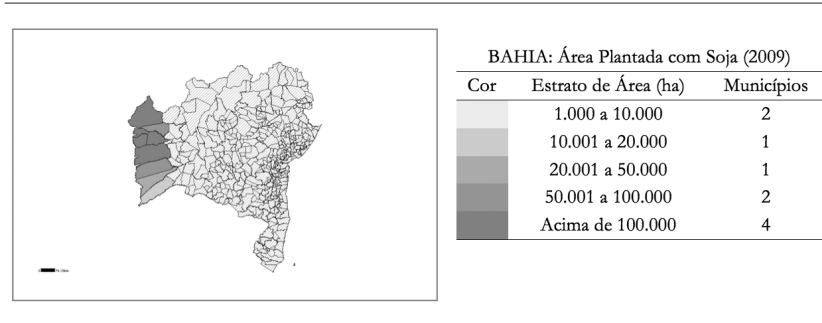 BAHIA: Área Plantada com Soja (2009)
Cor Estrato de Área (ha) Municípios
1.000 a 10.000 2
10.001 a 20.000 1
20.001 a 50.000 1
50.001 a 100.000 2
Acima de 100.000 4